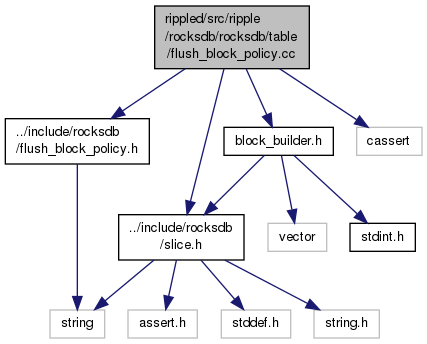 rippled/src/ripple
/rocksdb/rocksdb/table
/flush_block_policy.cc
../include/rocksdb
/flush_block_policy.h
block_builder.h
cassert
../include/rocksdb
/slice.h
vector
stdint.h
string
assert.h
stddef.h
string.h